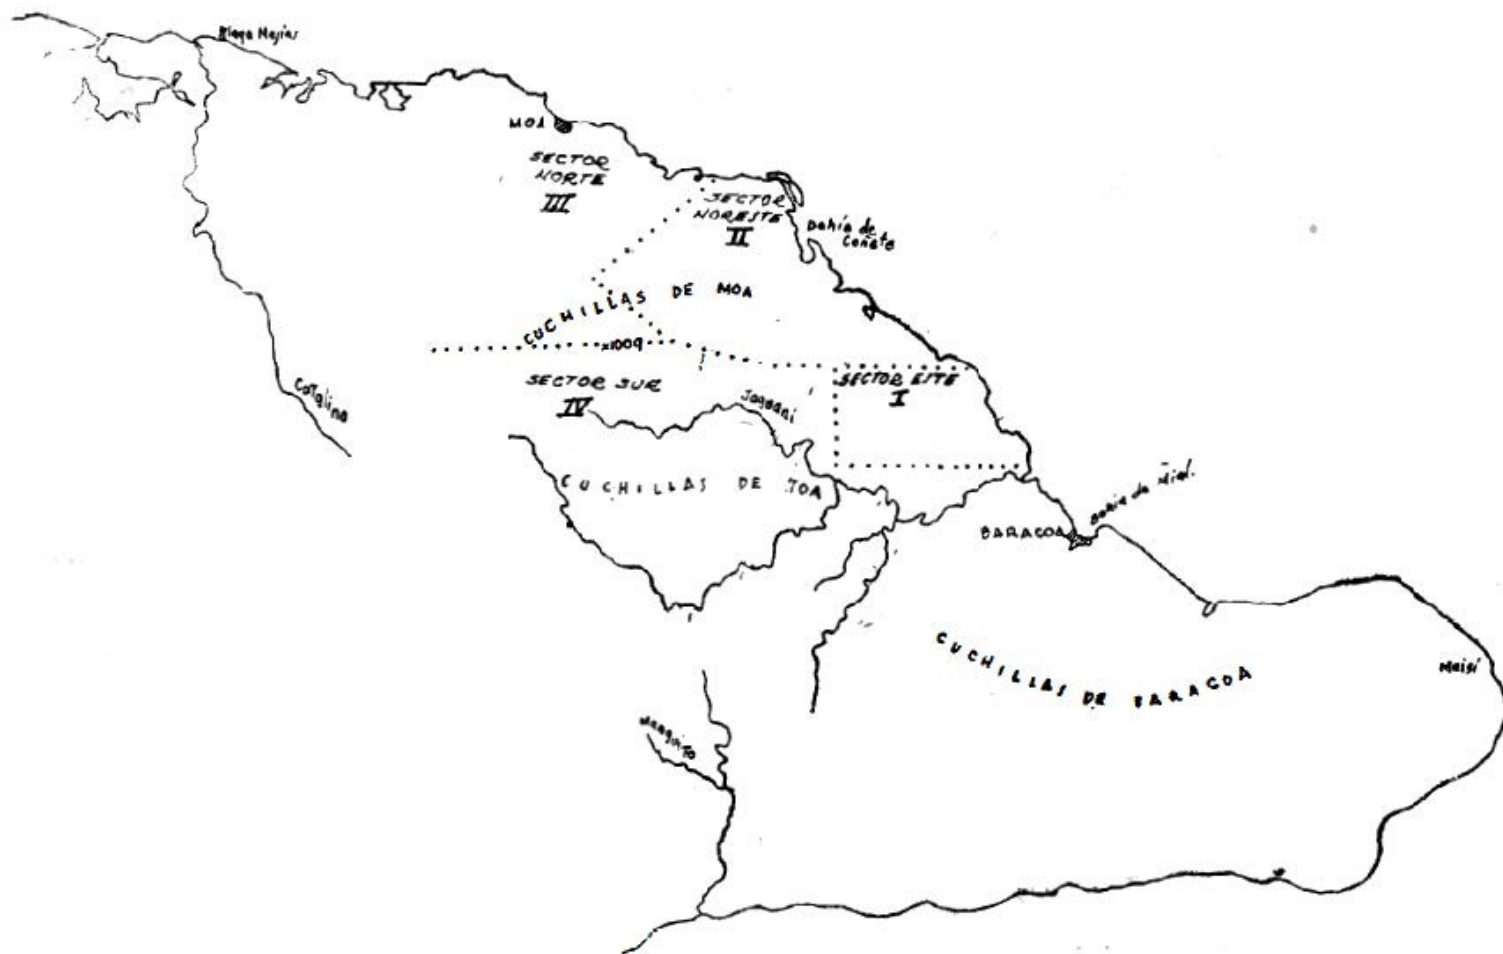 Playa Mejías
MOA
SECTOR
NORTE
III
SECTOR
NORESTE
II
Bahía de
Cañete
CUCHILLAS DE MOA
x1009
SECTOR SUR
IV
SECTOR ESTE
I
Jaguaní
Catalina
CUCHILLAS DE TOA
Bahía de Miel.
BARACOA
CUCHILLAS DE BARACOA
Maisí